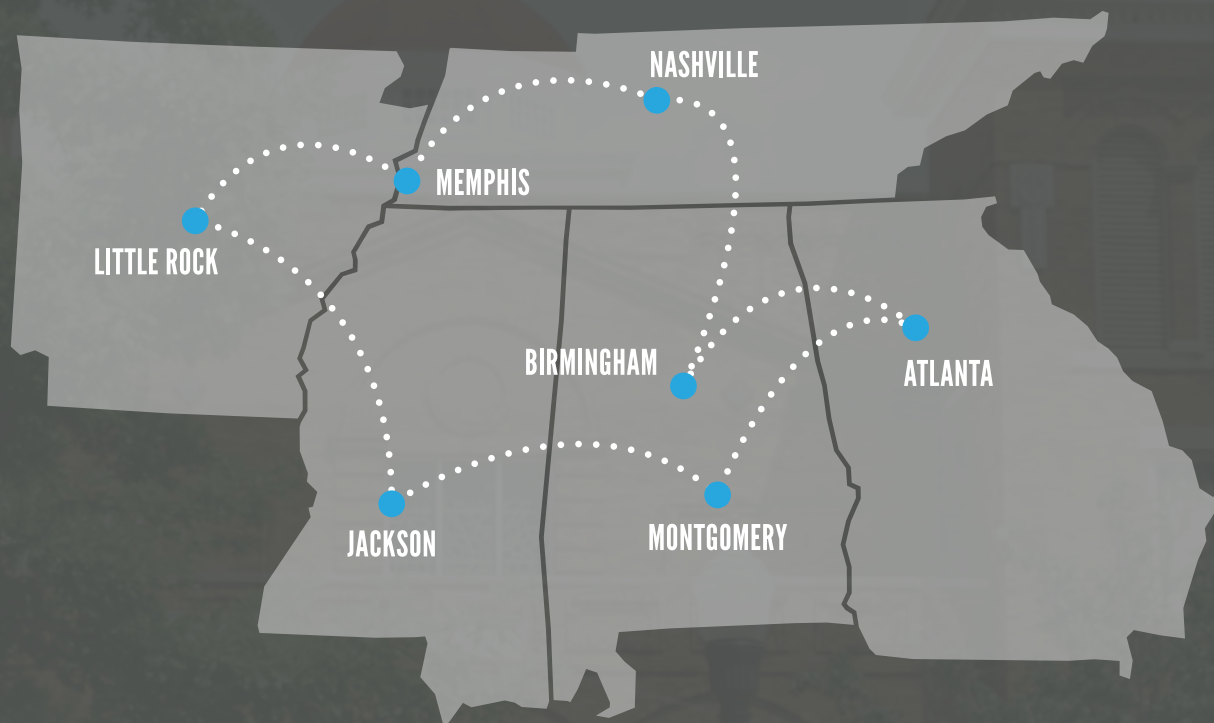 NASHVILLE
MEMPHIS
LITTLE ROCK
BIRMINGHAM
ATLANTA
JACKSON
MONTGOMERY